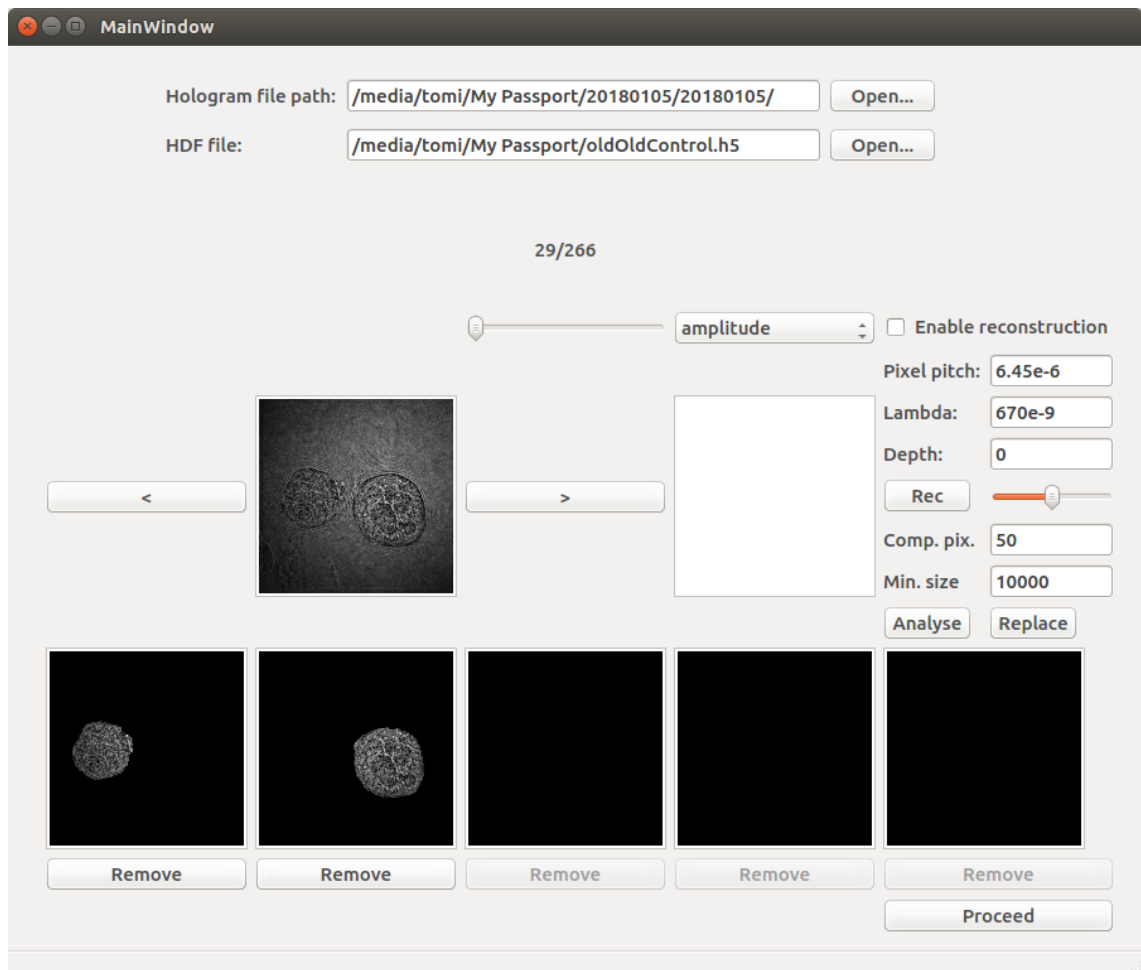 MainWindow
Hologram file path: /media/tomi/My Passport/20180105/20180105/ Open...
HDF file: /media/tomi/My Passport/oldOldControl.h5 Open...
29/266
amplitude Enable reconstruction
Pixel pitch: 6.45e-6
Lambda: 670e-9
Depth: 0
< > Rec
Comp. pix. 50
Min. size 10000
Analyse Replace
Remove Remove Remove Remove Remove
Proceed